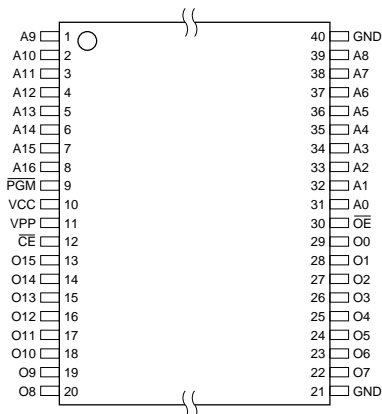 A9 1 40 GND
A10 2 39 A8
A11 3 38 A7
A12 4 37 A6
A13 5 36 A5
A14 6 35 A4
A15 7 34 A3
A16 8 33 A2
P̅G̅M̅ 9 32 A1
VCC 10 31 A0
VPP 11 30 O̅E̅
C̅E̅ 12 29 O0
O15 13 28 O1
O14 14 27 O2
O13 15 26 O3
O12 16 25 O4
O11 17 24 O5
O10 18 23 O6
O9 19 22 O7
O8 20 21 GND